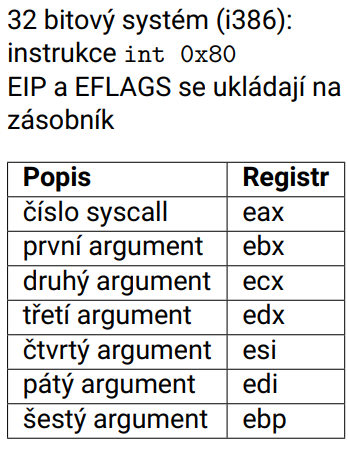 32 bitový systém (i386):
instrukce int 0x80
EIP a EFLAGS se ukládají na
zásobník
Popis Registr
číslo syscall eax
první argument ebx
druhý argument ecx
třetí argument edx
čtvrtý argument esi
pátý argument edi
šestý argument ebp